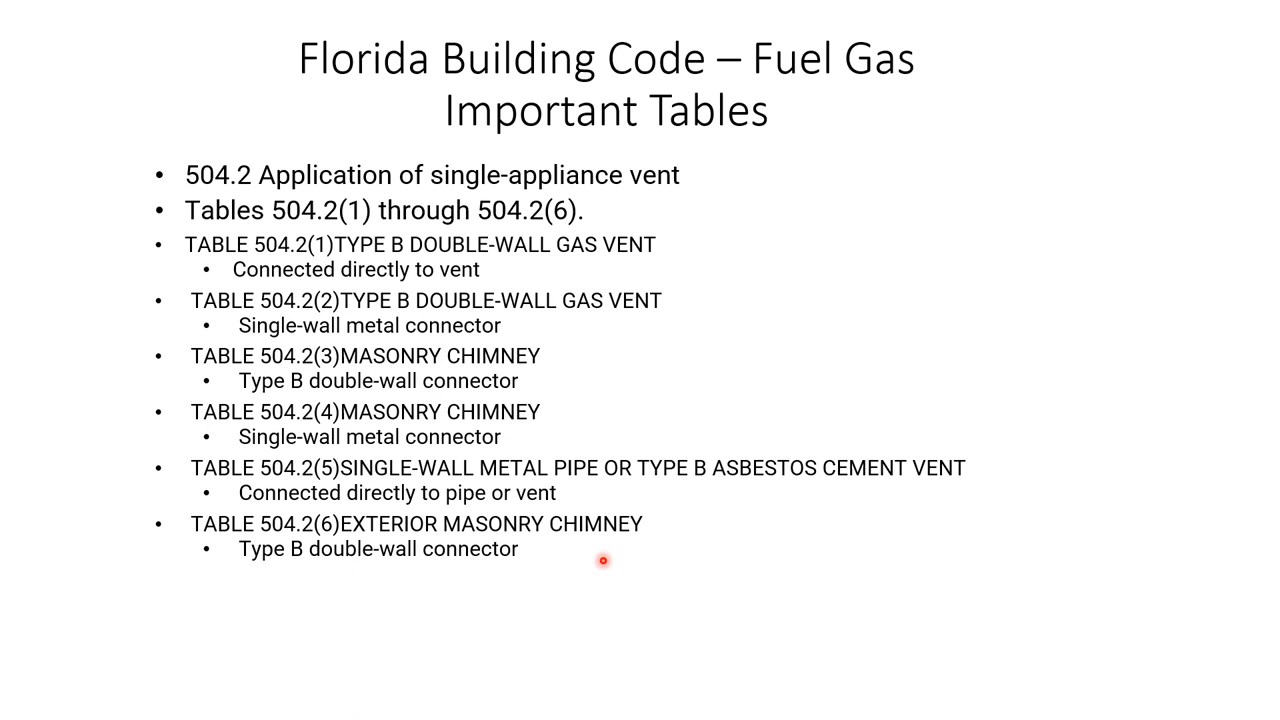 Florida Building Code – Fuel Gas
Important Tables
• 504.2 Application of single-appliance vent
• Tables 504.2(1) through 504.2(6).
• TABLE 504.2(1)TYPE B DOUBLE-WALL GAS VENT
• Connected directly to vent
• TABLE 504.2(2)TYPE B DOUBLE-WALL GAS VENT
• Single-wall metal connector
• TABLE 504.2(3)MASONRY CHIMNEY
• Type B double-wall connector
• TABLE 504.2(4)MASONRY CHIMNEY
• Single-wall metal connector
• TABLE 504.2(5)SINGLE-WALL METAL PIPE OR TYPE B ASBESTOS CEMENT VENT
• Connected directly to pipe or vent
• TABLE 504.2(6)EXTERIOR MASONRY CHIMNEY
• Type B double-wall connector